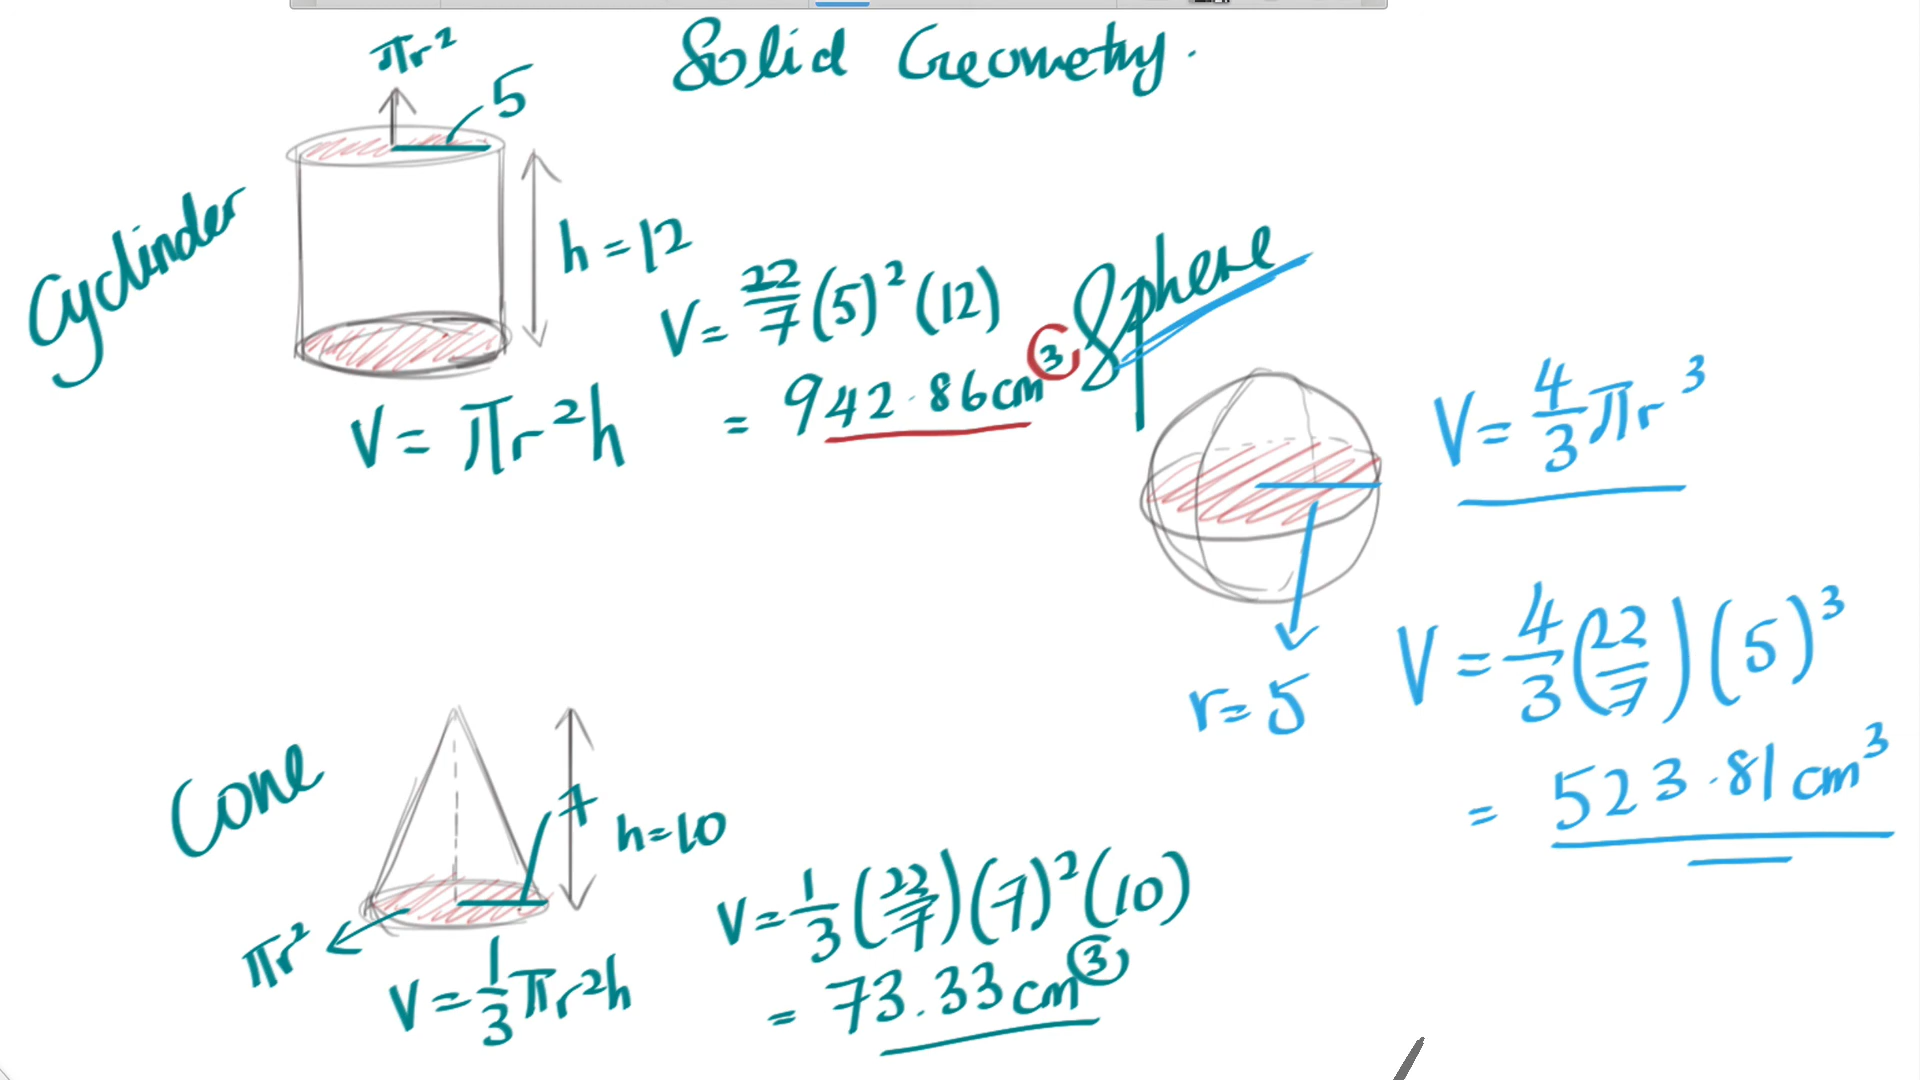 Solid Geometry.
πr²
5
Cyclinder
h = 12
V = πr²h
V = 22/7 (5)² (12)
= 942.86cm³
Sphere
V = 4/3 πr³
r = 5
V = 4/3 (22/7) (5)³
= 523.81 cm³
Cone
7
h = 10
πr²
V = 1/3 πr²h
V = 1/3 (22/7) (7)² (10)
= 73.33 cm³